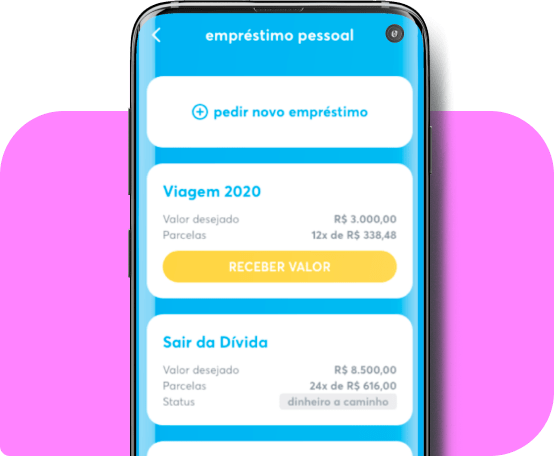 empréstimo pessoal
pedir novo empréstimo
Viagem 2020
Valor desejado R$ 3.000,00
Parcelas 12x de R$ 338,48
RECEBER VALOR
Sair da Dívida
Valor desejado R$ 8.500,00
Parcelas 24x de R$ 616,00
Status dinheiro a caminho